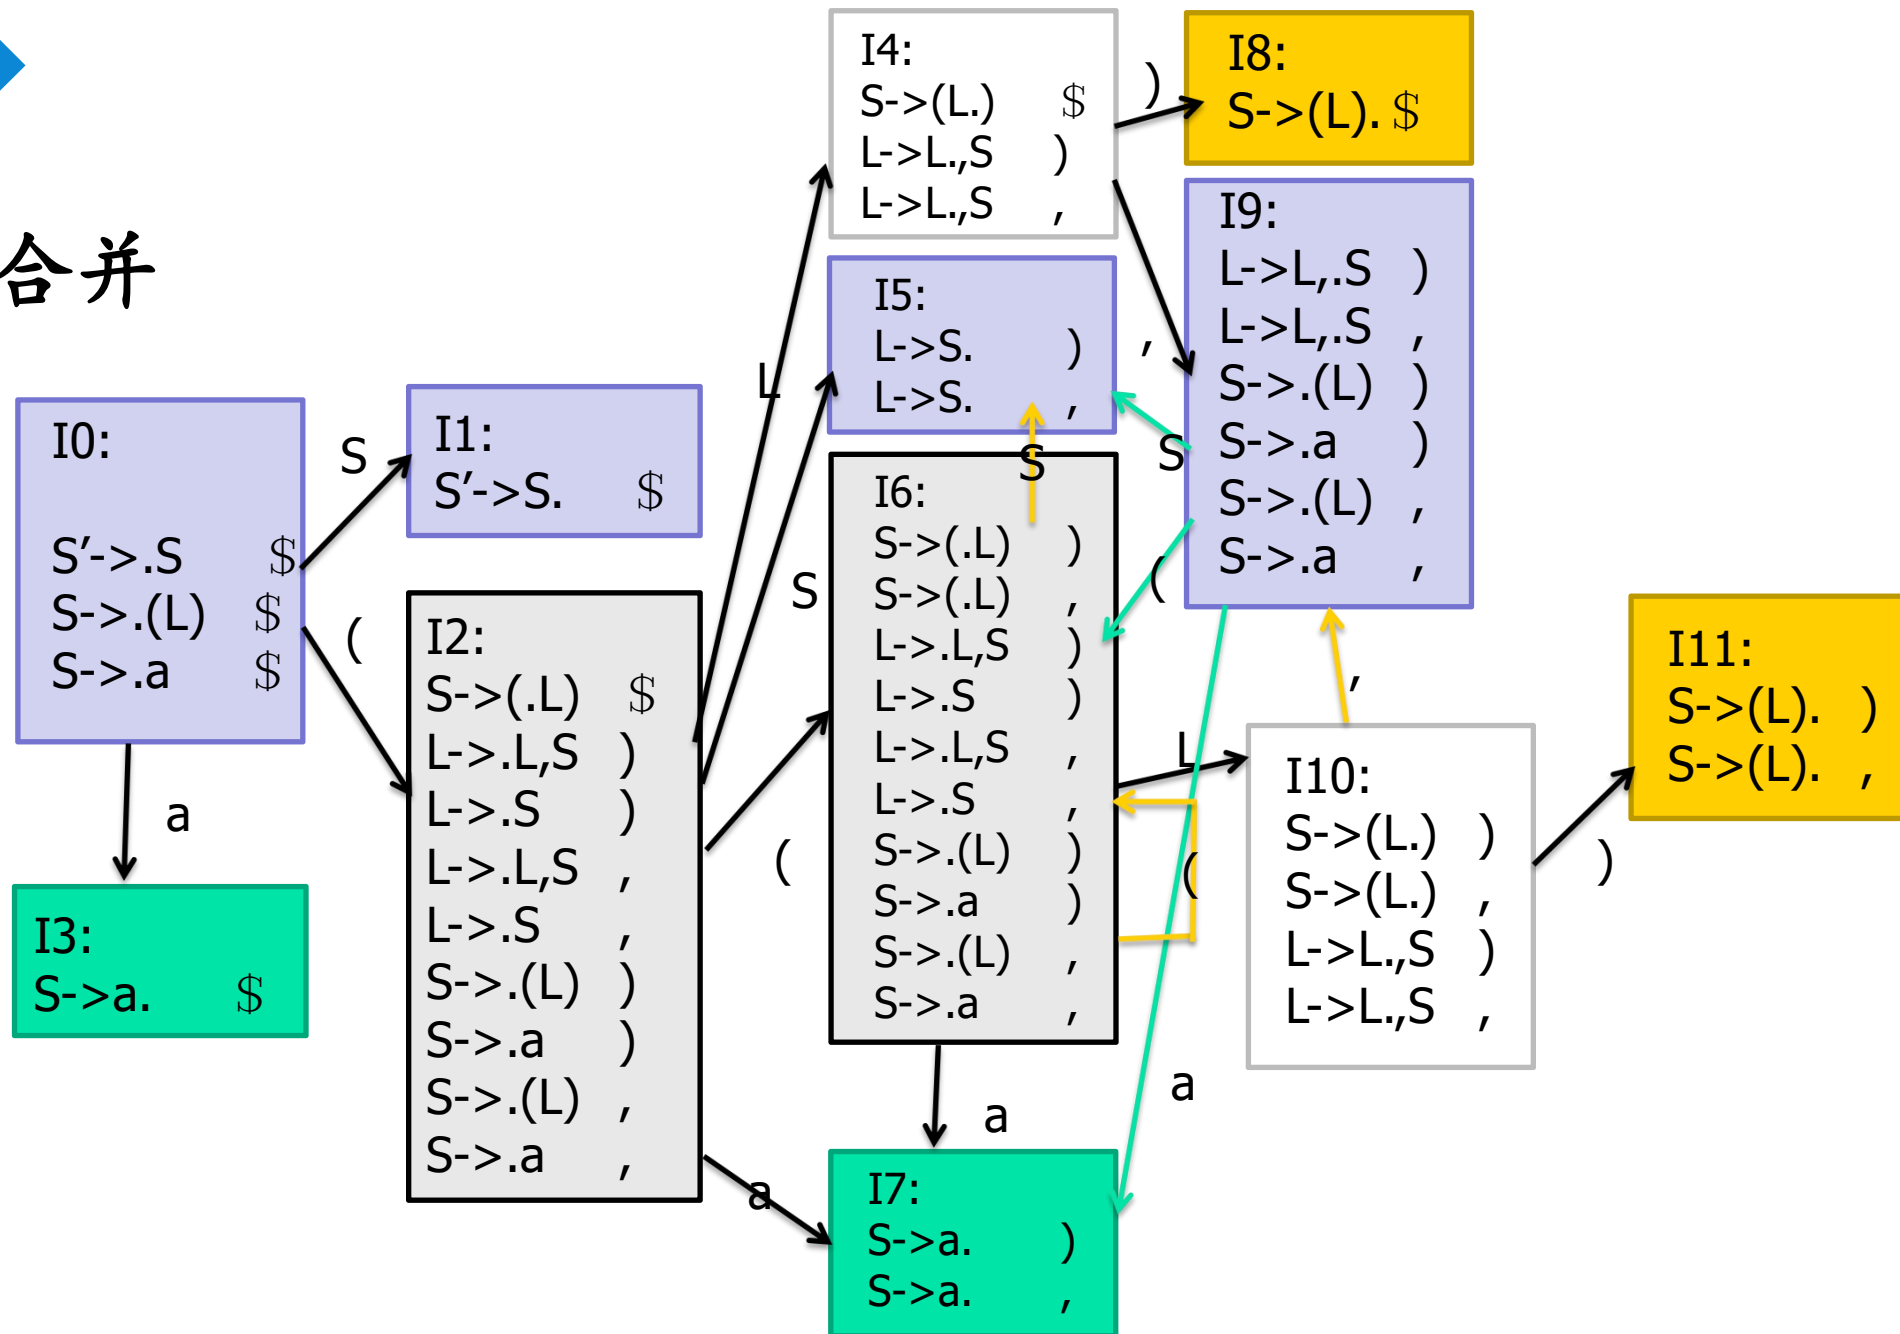 合并
I0:
S'->.S $
S->.(L) $
S->.a $
S
(
a
I1:
S'->S. $
I2:
S->(.L) $
L->.L,S )
L->.S )
L->.L,S ,
L->.S ,
S->.(L) )
S->.a )
S->.(L) ,
S->.a ,
I3:
S->a. $
L
S
(
a
I4:
S->(L.) $
L->L.,S )
L->L.,S ,
)
,
I5:
L->S. )
L->S. ,
S
I6:
S->(.L) )
S->(.L) ,
L->.L,S )
L->.S )
L->.L,S ,
L->.S ,
S->.(L) )
S->.a )
S->.(L) ,
S->.a ,
L
(
a
I7:
S->a. )
S->a. ,
I8:
S->(L). $
I9:
L->L,.S )
L->L,.S ,
S->.(L) )
S->.a )
S->.(L) ,
S->.a ,
S
(
a
,
I10:
S->(L.) )
S->(L.) ,
L->L.,S )
L->L.,S ,
)
I11:
S->(L). )
S->(L). ,